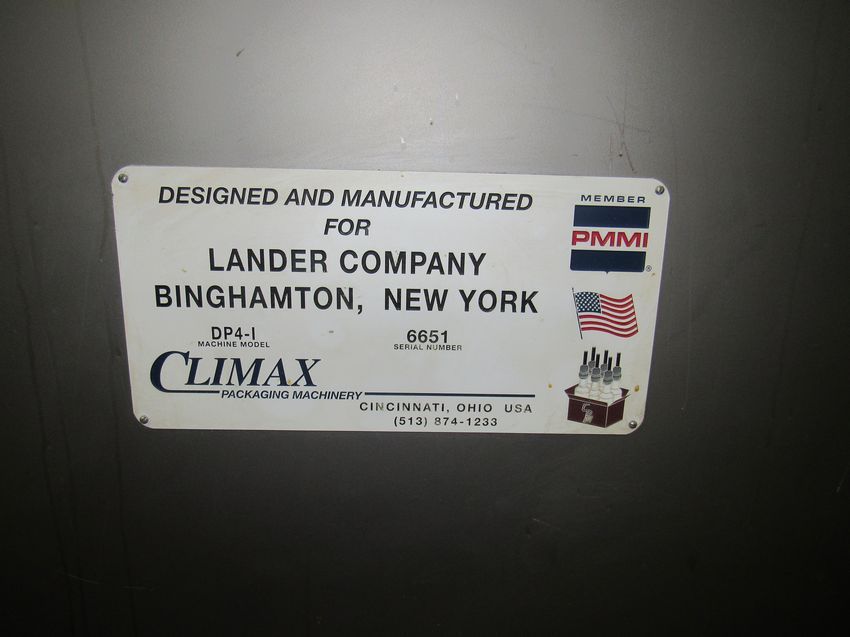 DESIGNED AND MANUFACTURED
FOR
LANDER COMPANY
BINGHAMTON, NEW YORK
DP4-I
MACHINE MODEL
6651
SERIAL NUMBER
CLIMAX
PACKAGING MACHINERY
CINCINNATI, OHIO USA
(513) 874-1233
MEMBER
PMMI
®